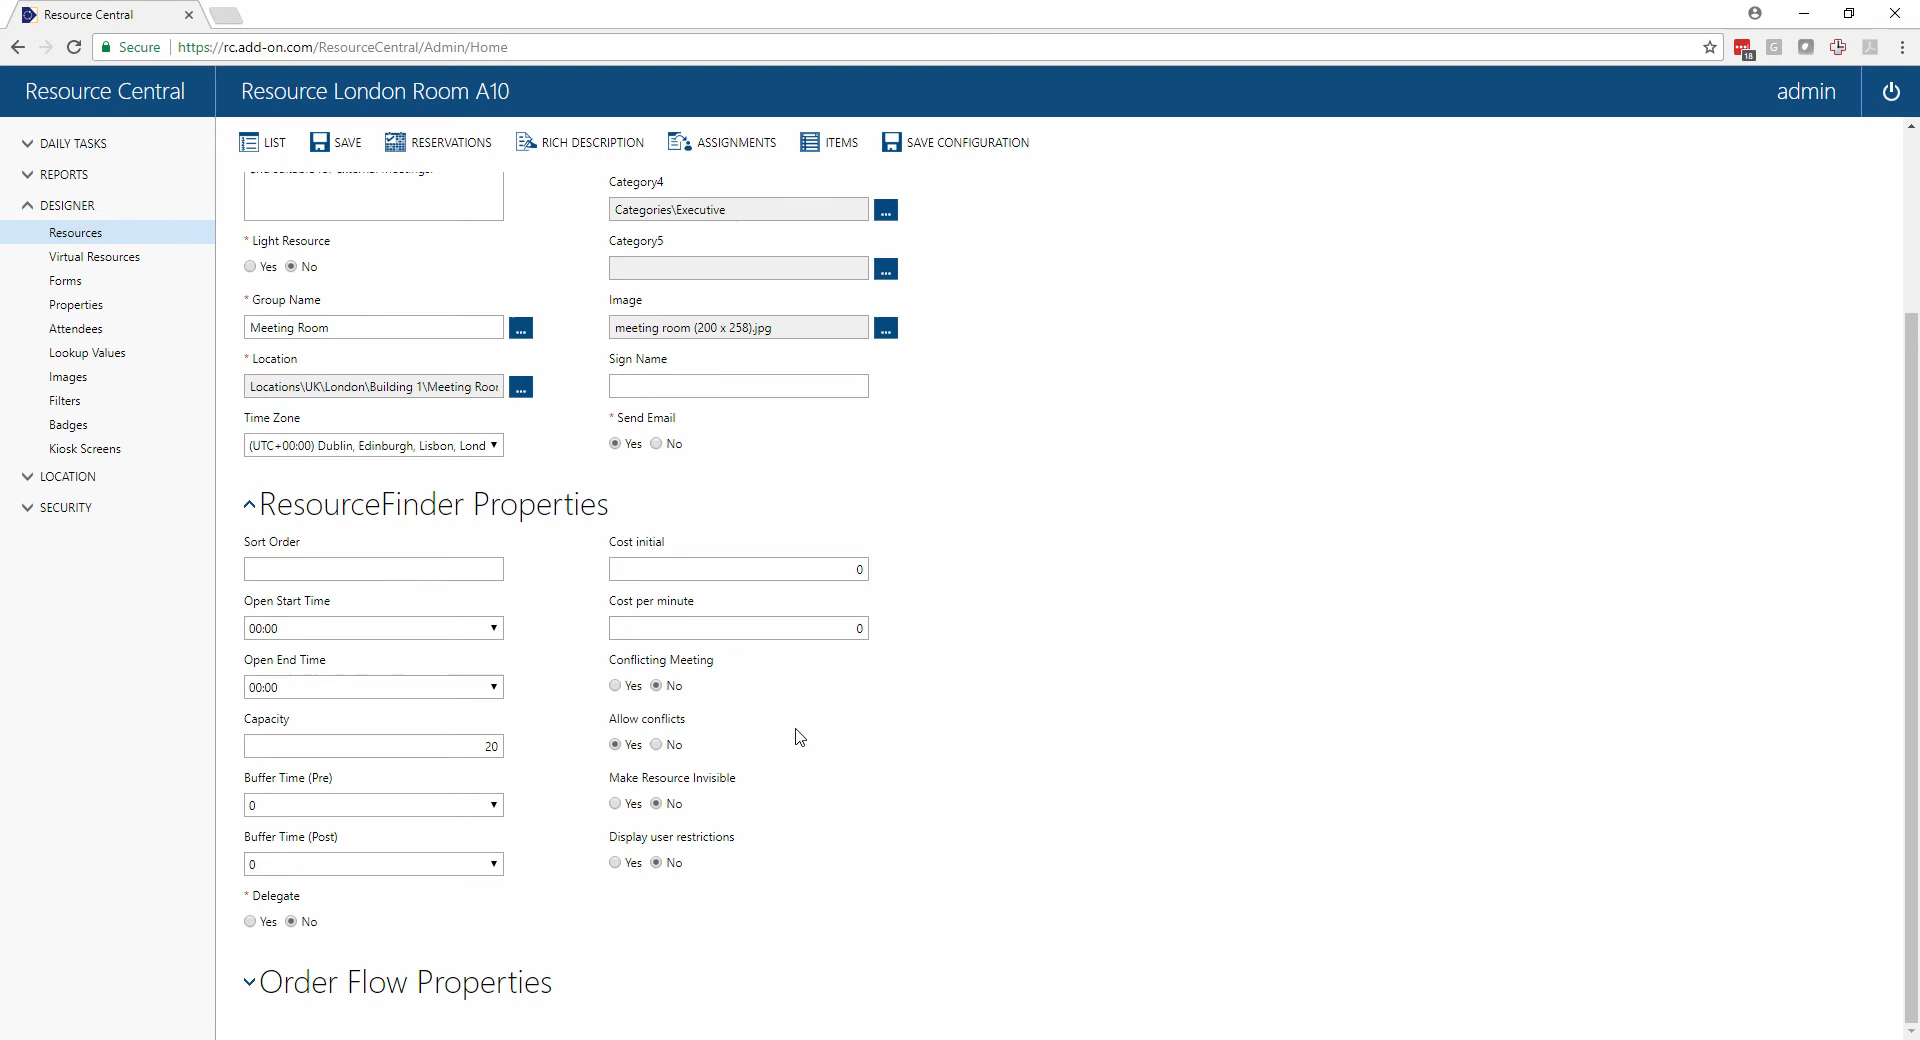 Resource Central
Secure https://rc.add-on.com/ResourceCentral/Admin/Home
18
G
Resource Central
Resource London Room A10
admin
DAILY TASKS
REPORTS
DESIGNER
Resources
Virtual Resources
Forms
Properties
Attendees
Lookup Values
Images
Filters
Badges
Kiosk Screens
LOCATION
SECURITY
LIST SAVE RESERVATIONS RICH DESCRIPTION ASSIGNMENTS ITEMS SAVE CONFIGURATION
Category4
Categories\Executive ...
* Light Resource
Yes No
Category5
...
* Group Name
Meeting Room ...
Image
meeting room (200 x 258).jpg ...
* Location
Locations\UK\London\Building 1\Meeting Roor ...
Sign Name
Time Zone
(UTC+00:00) Dublin, Edinburgh, Lisbon, Lond
* Send Email
Yes No
ResourceFinder Properties
Sort Order
Cost initial
0
Open Start Time
00:00
Cost per minute
0
Open End Time
00:00
Conflicting Meeting
Yes No
Capacity
20
Allow conflicts
Yes No
Buffer Time (Pre)
0
Make Resource Invisible
Yes No
Buffer Time (Post)
0
Display user restrictions
Yes No
* Delegate
Yes No
Order Flow Properties